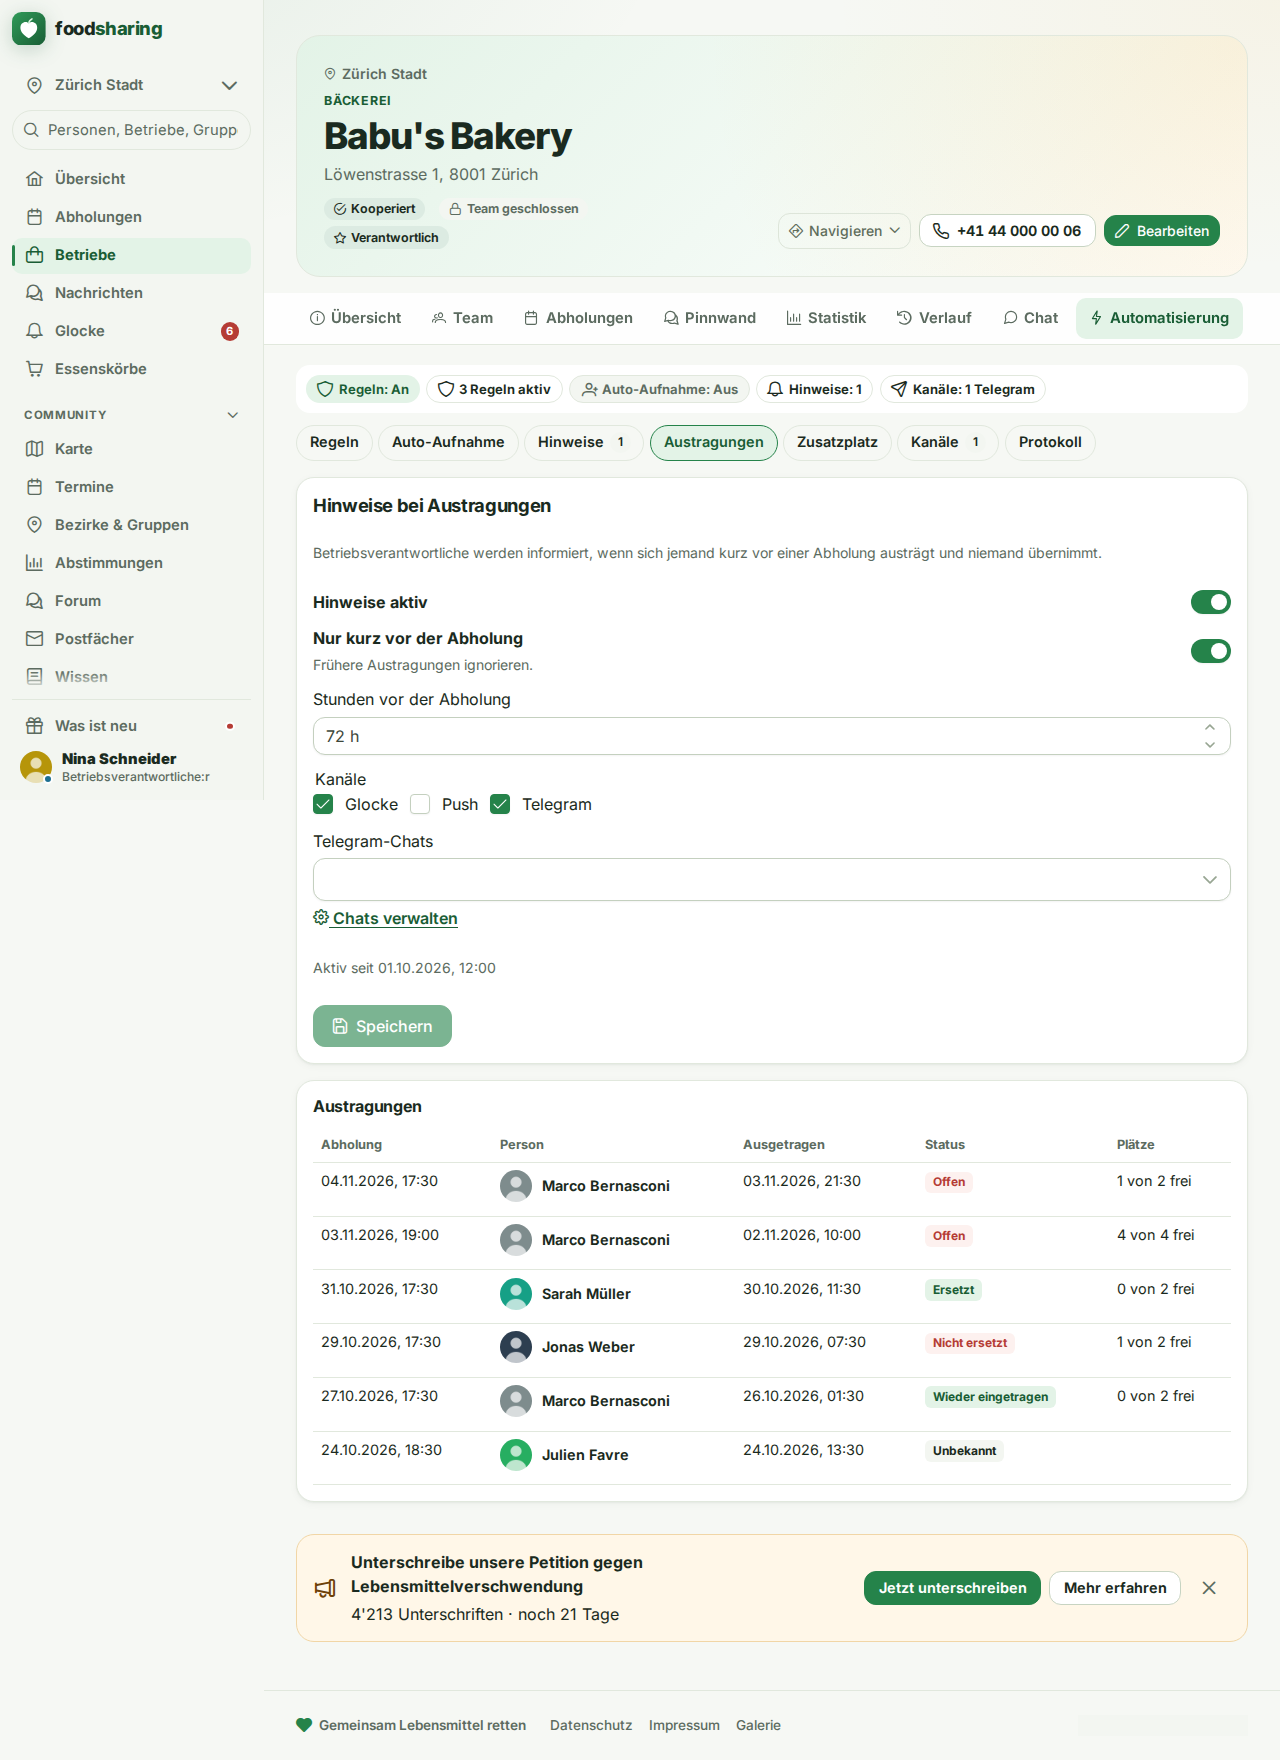 foodsharing
Zürich Stadt
Personen, Betriebe, Grupp
Übersicht
Abholungen
Betriebe
Nachrichten
Glocke 6
Essenskörbe
COMMUNITY
Karte
Termine
Bezirke & Gruppen
Abstimmungen
Forum
Postfächer
Wissen
Was ist neu
Nina Schneider
Betriebsverantwortliche:r
Zürich Stadt
BÄCKEREI
Babu's Bakery
Löwenstrasse 1, 8001 Zürich
Kooperiert Team geschlossen
Verantwortlich
Navigieren +41 44 000 00 06 Bearbeiten
Übersicht Team Abholungen Pinnwand Statistik Verlauf Chat Automatisierung
Regeln: An 3 Regeln aktiv Auto-Aufnahme: Aus Hinweise: 1 Kanäle: 1 Telegram
Regeln Auto-Aufnahme Hinweise 1 Austragungen Zusatzplatz Kanäle 1 Protokoll
Hinweise bei Austragungen
Betriebsverantwortliche werden informiert, wenn sich jemand kurz vor einer Abholung austrägt und niemand übernimmt.
Hinweise aktiv
Nur kurz vor der Abholung
Frühere Austragungen ignorieren.
Stunden vor der Abholung
72 h
Kanäle
Glocke Push Telegram
Telegram-Chats
Chats verwalten
Aktiv seit 01.10.2026, 12:00
Speichern
Austragungen
Abholung Person Ausgetragen Status Plätze
04.11.2026, 17:30 Marco Bernasconi 03.11.2026, 21:30 Offen 1 von 2 frei
03.11.2026, 19:00 Marco Bernasconi 02.11.2026, 10:00 Offen 4 von 4 frei
31.10.2026, 17:30 Sarah Müller 30.10.2026, 11:30 Ersetzt 0 von 2 frei
29.10.2026, 17:30 Jonas Weber 29.10.2026, 07:30 Nicht ersetzt 1 von 2 frei
27.10.2026, 17:30 Marco Bernasconi 26.10.2026, 01:30 Wieder eingetragen 0 von 2 frei
24.10.2026, 18:30 Julien Favre 24.10.2026, 13:30 Unbekannt
Unterschreibe unsere Petition gegen
Lebensmittelverschwendung
4'213 Unterschriften · noch 21 Tage
Jetzt unterschreiben Mehr erfahren
Gemeinsam Lebensmittel retten Datenschutz Impressum Galerie